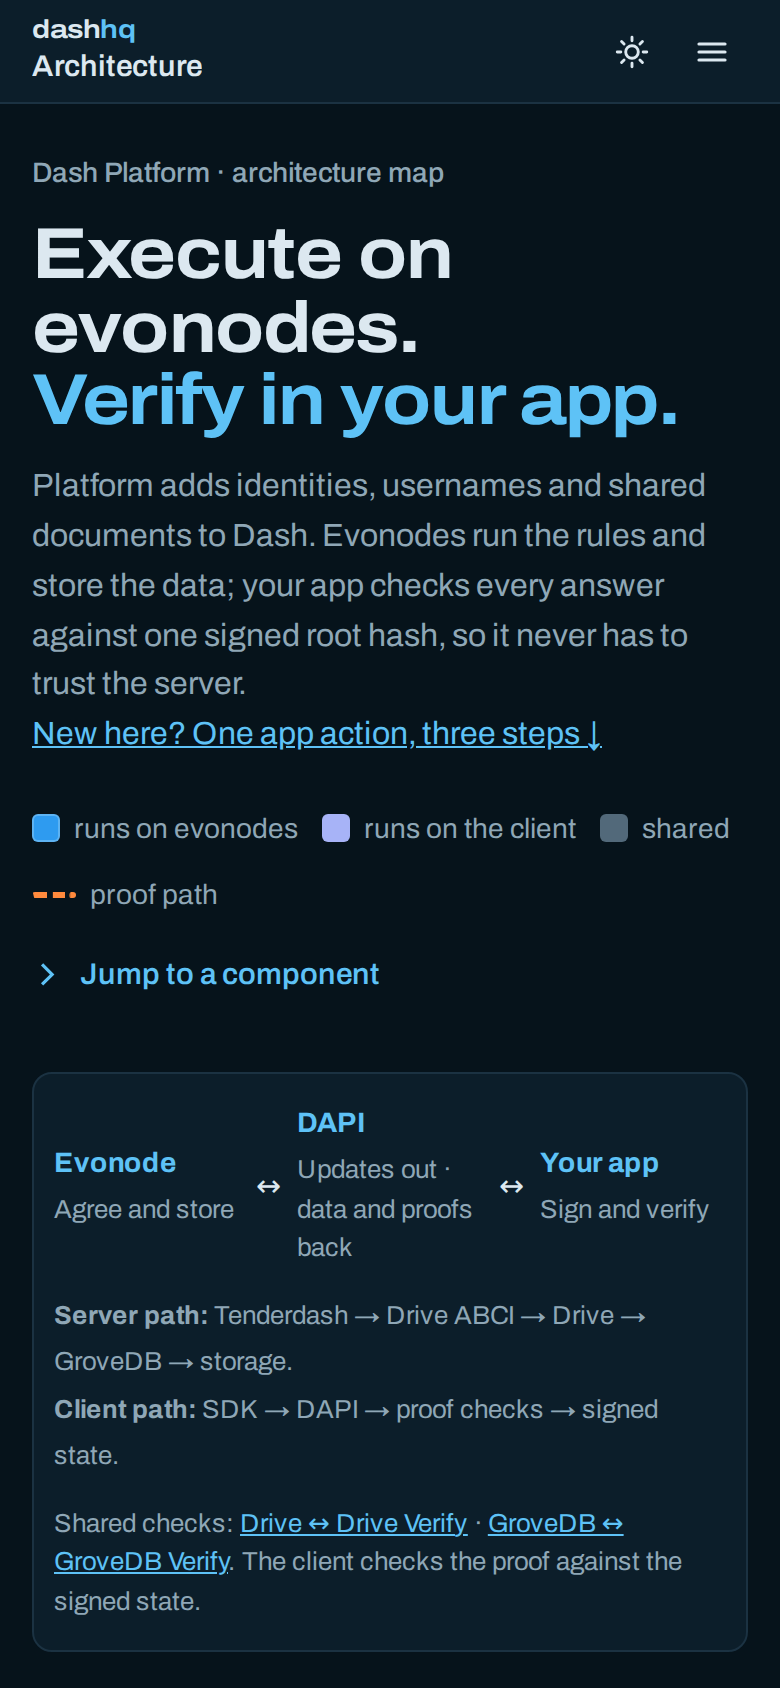 dashhq
Architecture
Dash Platform · architecture map
Execute on
evonodes.
Verify in your app.
Platform adds identities, usernames and shared
documents to Dash. Evonodes run the rules and
store the data; your app checks every answer
against one signed root hash, so it never has to
trust the server.
New here? One app action, three steps ↓
runs on evonodes
runs on the client
shared
proof path
Jump to a component
Evonode
Agree and store
↔
DAPI
Updates out ·
data and proofs
back
↔
Your app
Sign and verify
Server path: Tenderdash → Drive ABCI → Drive →
GroveDB → storage.
Client path: SDK → DAPI → proof checks → signed
state.
Shared checks: Drive ↔ Drive Verify · GroveDB ↔
GroveDB Verify. The client checks the proof against the
signed state.